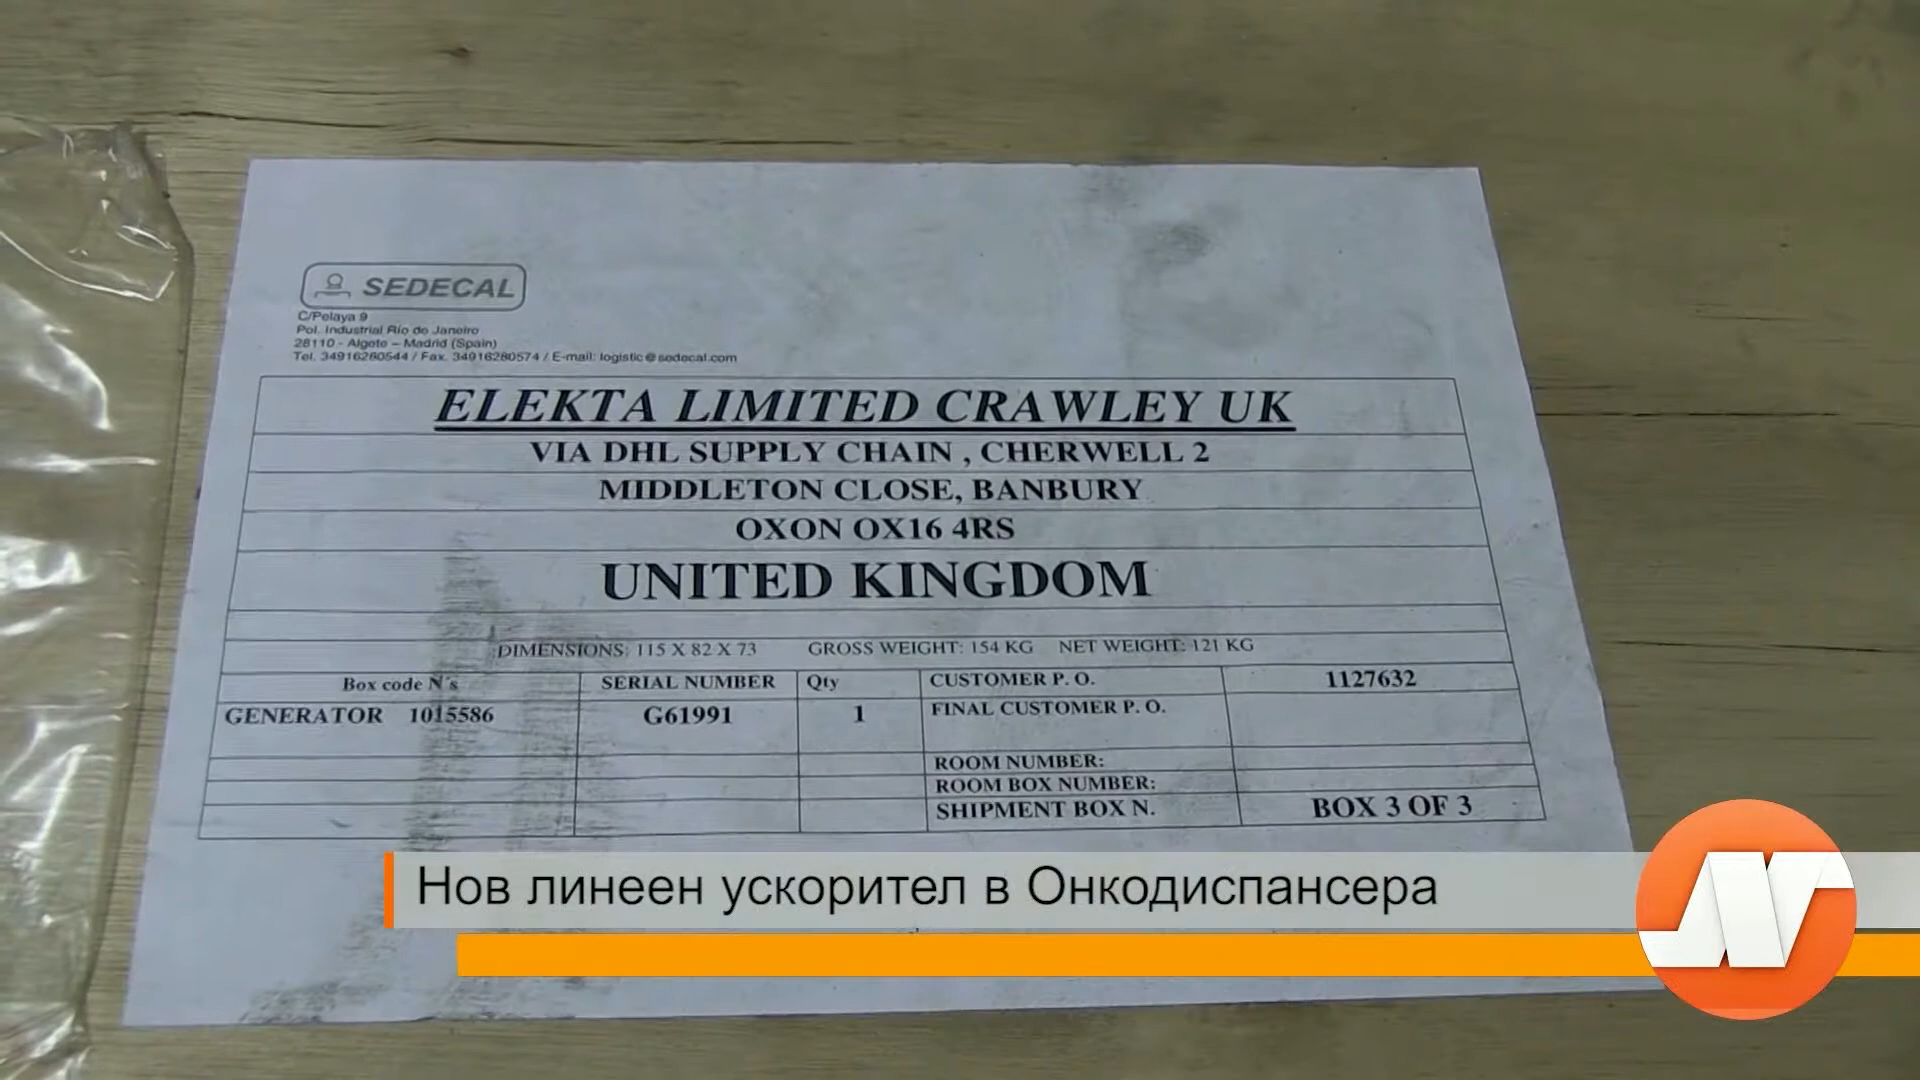 SEDECAL
C/Pelaya 9
Pol. Industrial Río de Janeiro
28110 - Algete – Madrid (Spain)
Tel. 34916280544 / Fax. 34916280574 / E-mail: logistic@sedecal.com
ELEKTA LIMITED CRAWLEY UK
VIA DHL SUPPLY CHAIN , CHERWELL 2
MIDDLETON CLOSE, BANBURY
OXON OX16 4RS
UNITED KINGDOM
DIMENSIONS: 115 X 82 X 73 GROSS WEIGHT: 154 KG NET WEIGHT: 121 KG
Box code N´s SERIAL NUMBER Qty CUSTOMER P. O. 1127632
GENERATOR 1015586 G61991 1 FINAL CUSTOMER P. O.
ROOM NUMBER:
ROOM BOX NUMBER:
SHIPMENT BOX N. BOX 3 OF 3
Нов линеен ускорител в Онкодиспансера